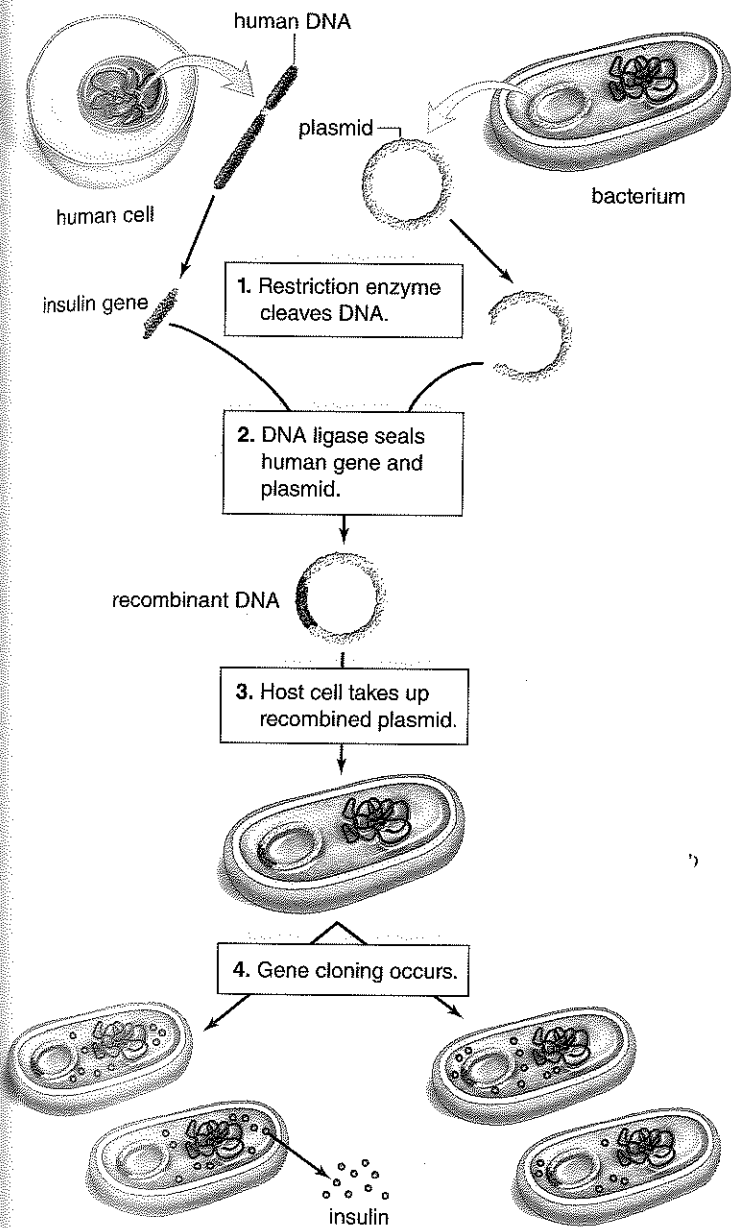 human DNA
plasmid
bacterium
human cell
insulin gene
1. Restriction enzyme
cleaves DNA.
2. DNA ligase seals
human gene and
plasmid.
recombinant DNA
3. Host cell takes up
recombined plasmid.
4. Gene cloning occurs.
insulin